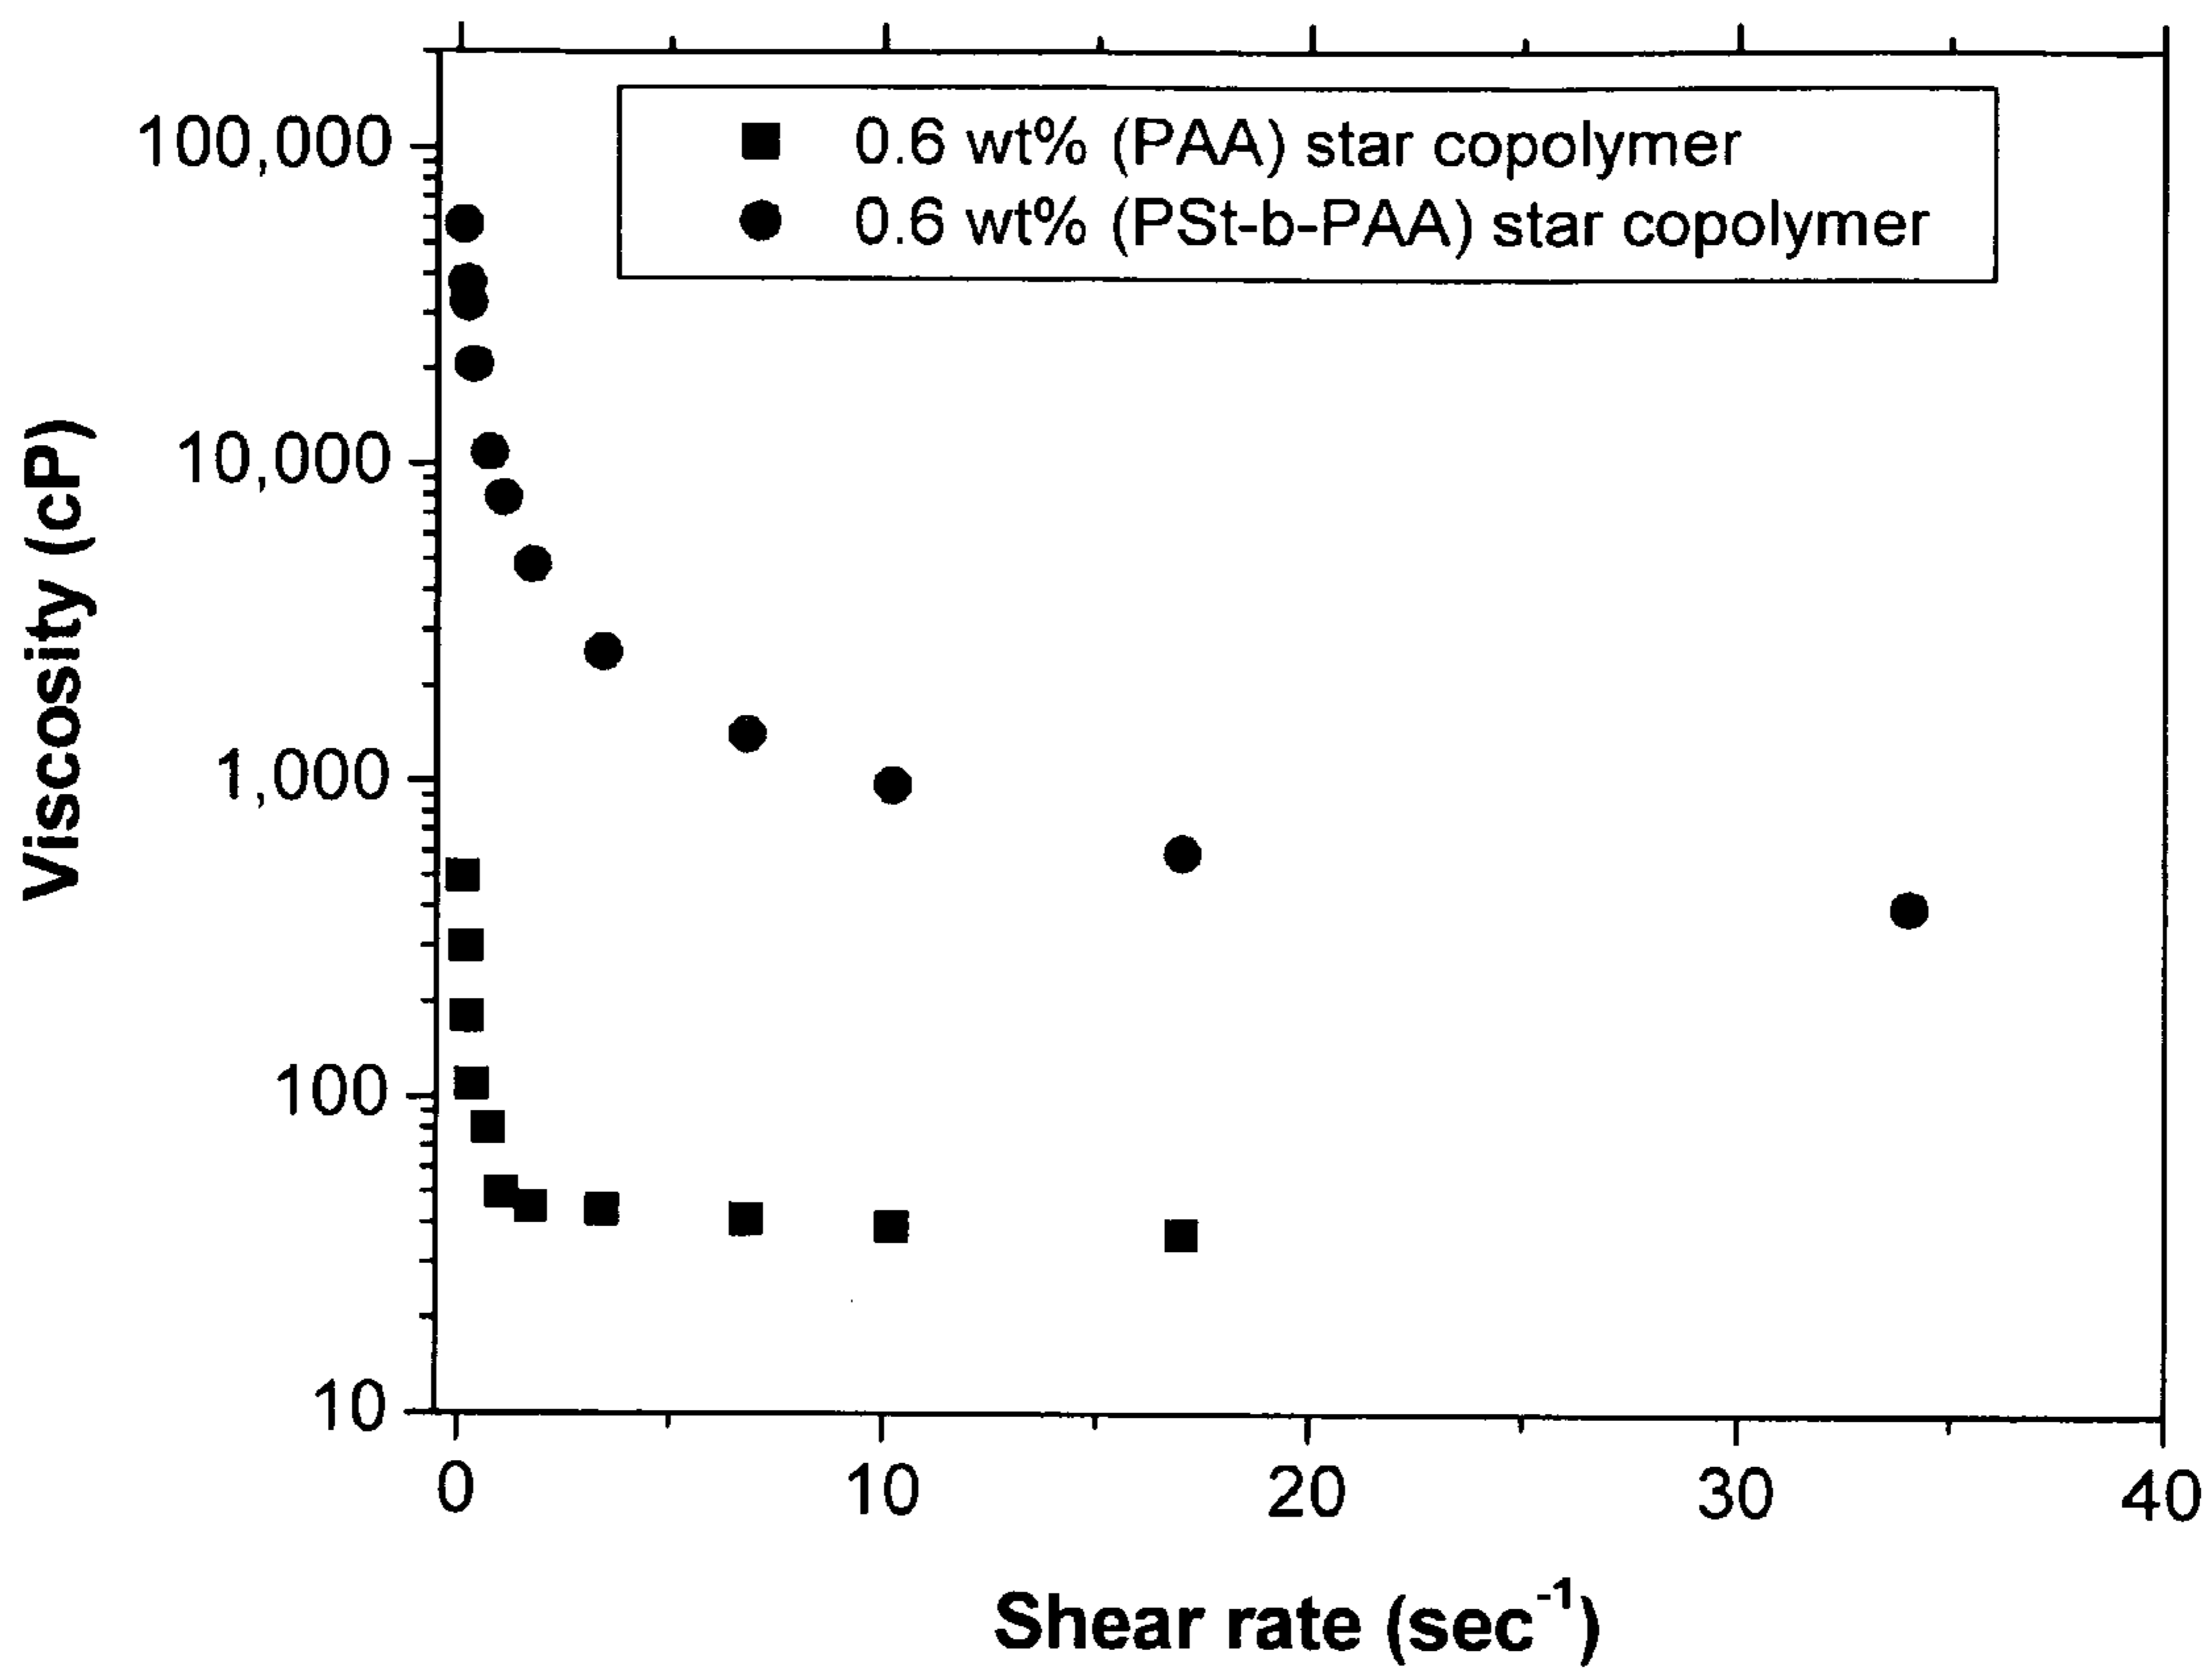 0.6 wt% (PAA) star copolymer
0.6 wt% (PSt-b-PAA) star copolymer
Viscosity (cP)
100,000
10,000
1,000
100
10
0 10 20 30 40
Shear rate (sec⁻¹)